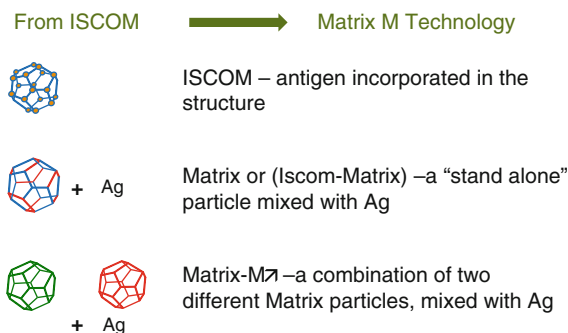 From ISCOM Matrix M Technology
ISCOM – antigen incorporated in the
structure
+ Ag
Matrix or (Iscom-Matrix) –a “stand alone”
particle mixed with Ag
Matrix-M↗ –a combination of two
different Matrix particles, mixed with Ag
+ Ag